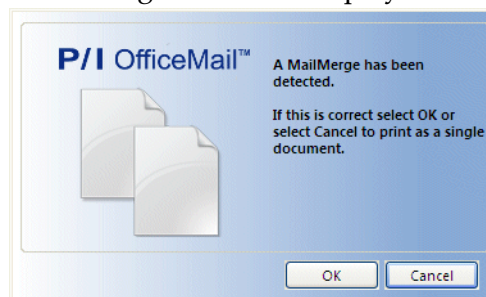 P/I OfficeMail™
A MailMerge has been
detected.
If this is correct select OK or
select Cancel to print as a single
document.
OK
Cancel